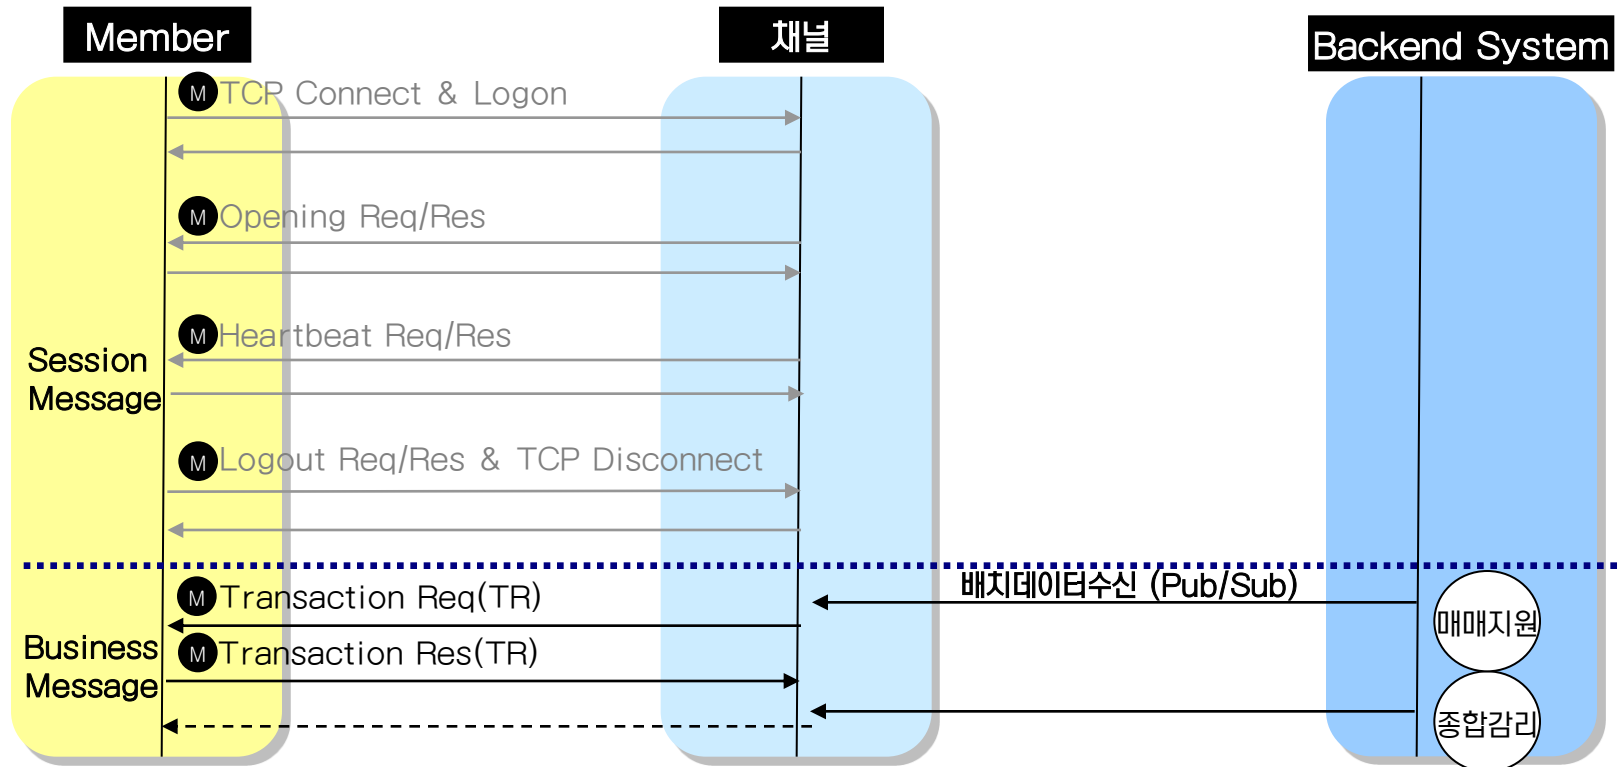 Member
채널
Backend System
M TCP Connect & Logon
M Opening Req/Res
M Heartbeat Req/Res
Session
Message
M Logout Req/Res & TCP Disconnect
M Transaction Req(TR)
배치데이터수신 (Pub/Sub)
매매지원
Business
Message
M Transaction Res(TR)
종합감리